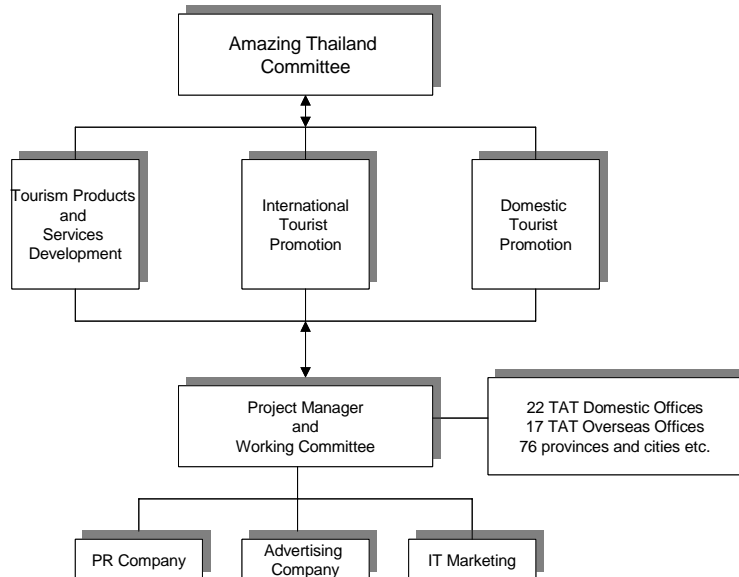 Amazing Thailand
Committee
Tourism Products
and
Services
Development
International
Tourist
Promotion
Domestic
Tourist
Promotion
Project Manager
and
Working Committee
22 TAT Domestic Offices
17 TAT Overseas Offices
76 provinces and cities etc.
PR Company
Advertising
Company
IT Marketing